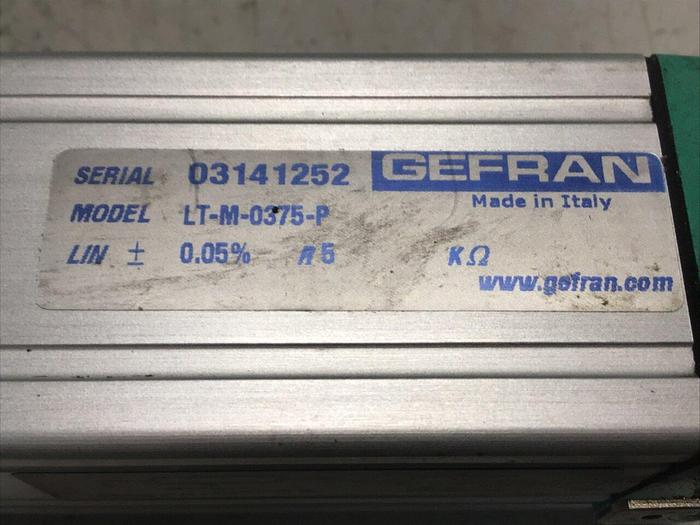 SERIAL 03141252 GEFRAN
Made in Italy
MODEL LT-M-0375-P
LIN ± 0.05% R 5 KΩ
www.gefran.com